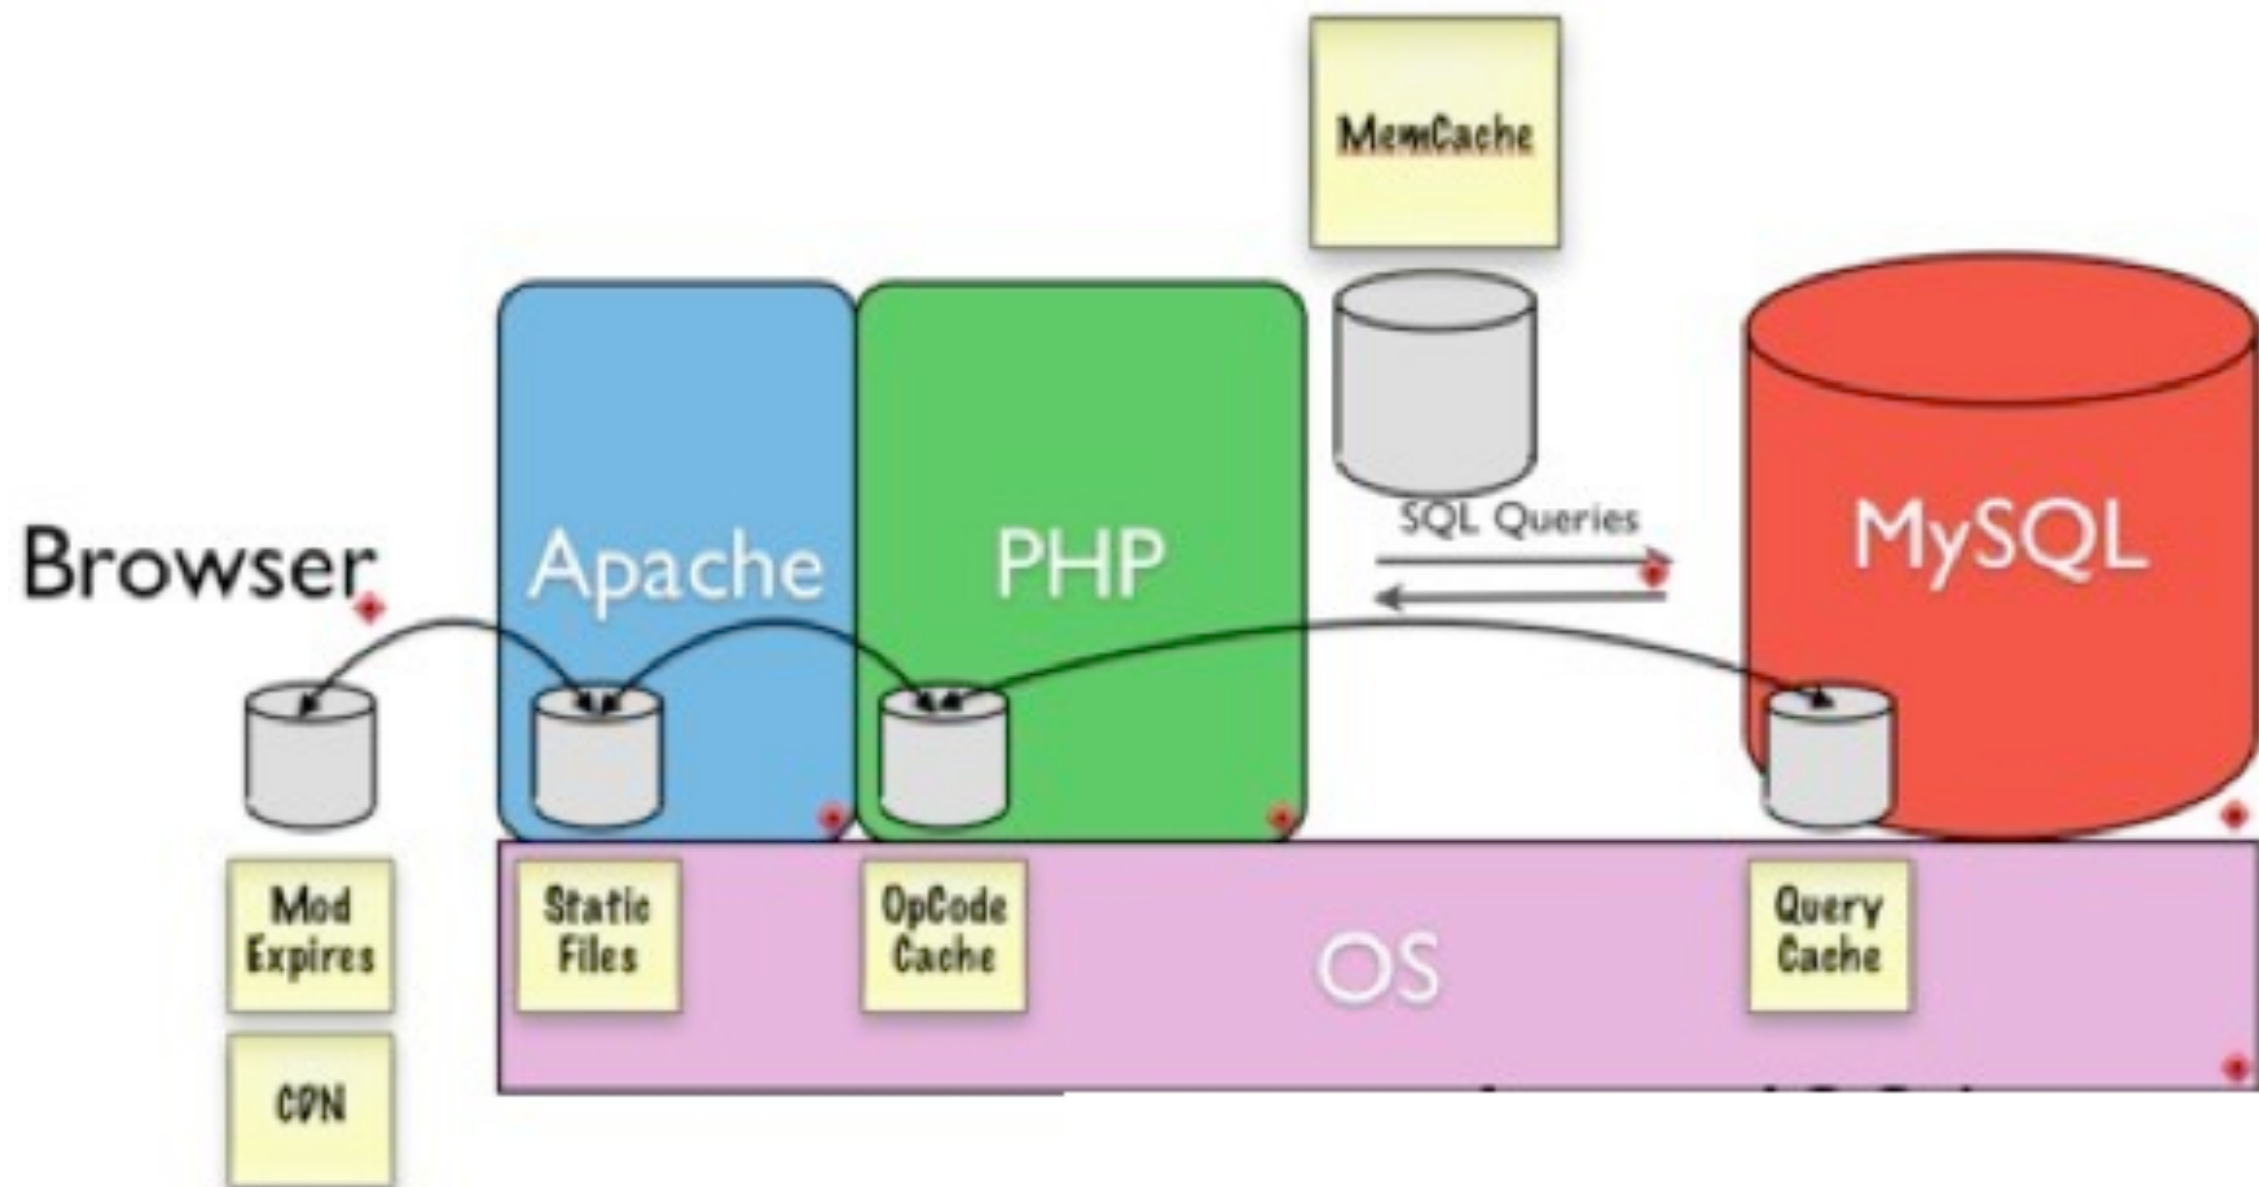 MemCache
SQL Queries
Browser
Apache
PHP
MySQL
Mod
Expires
Static
Files
OpCode
Cache
OS
Query
Cache
CDN